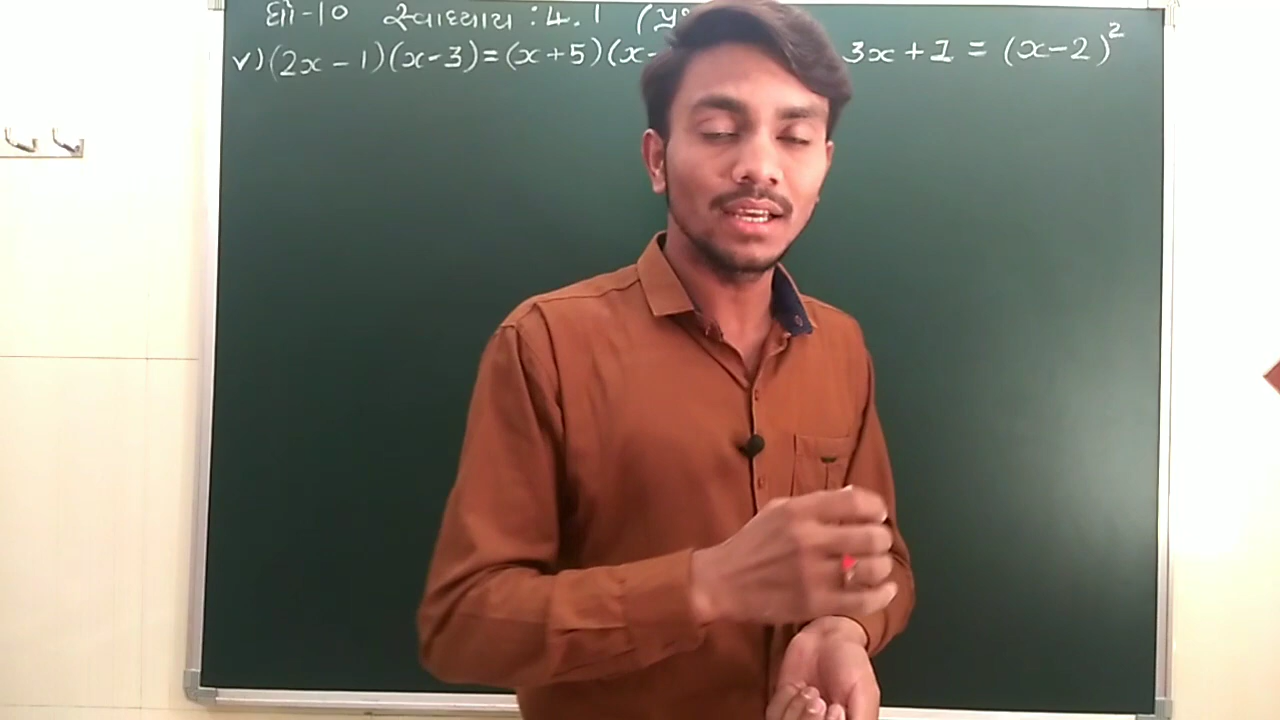 ધો-10 સ્વાધ્યાય : 4.1
v) (2x - 1)(x-3) = (x+5)(x- 3x + 1 = (x-2)²